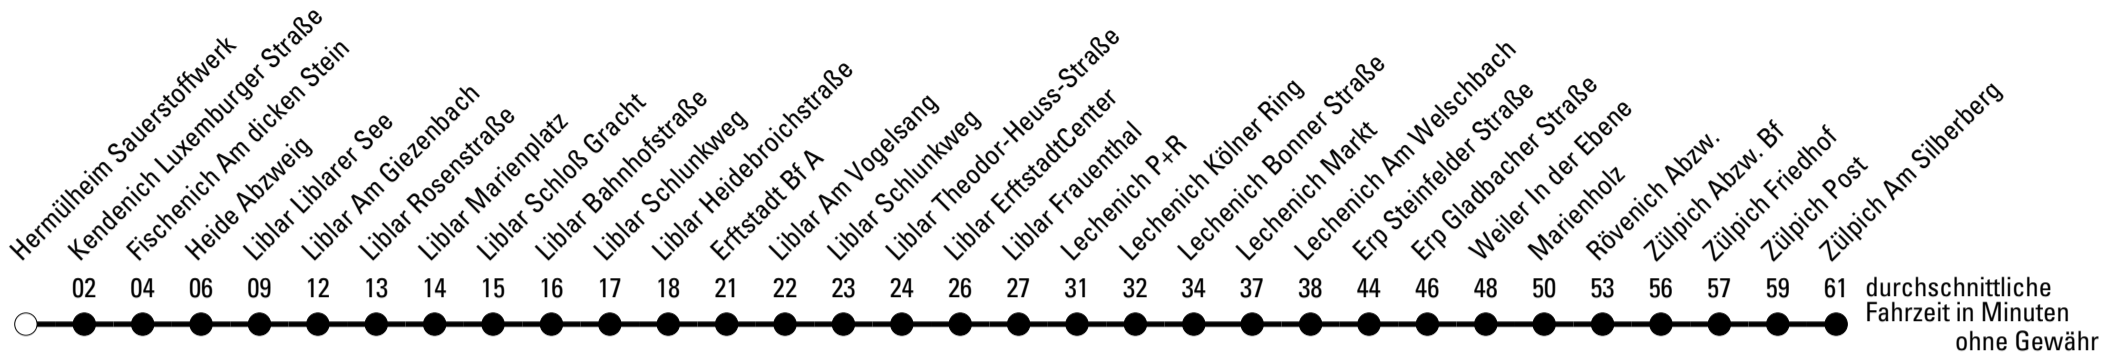 Hermülheim Sauerstoffwerk
Kendenich Luxemburger Straße
Fischenich Am dicken Stein
Heide Abzweig
Liblar Liblarer See
Liblar Am Giezenbach
Liblar Rosenstraße
Liblar Marienplatz
Liblar Schloß Gracht
Liblar Bahnhofstraße
Liblar Schlunkweg
Liblar Heidebroichstraße
Erftstadt Bf A
Liblar Am Vogelsang
Liblar Schlunkweg
Liblar Theodor-Heuss-Straße
Liblar ErftstadtCenter
Liblar Frauenthal
Lechenich P+R
Lechenich Kölner Ring
Lechenich Bonner Straße
Lechenich Markt
Lechenich Am Welschbach
Erp Steinfelder Straße
Erp Gladbacher Straße
Weiler In der Ebene
Marienholz
Rövenich Abzw.
Zülpich Abzw. Bf
Zülpich Friedhof
Zülpich Post
Zülpich Am Silberberg
02 04 06 09 12 13 14 15 16 17 18 21 22 23 24 26 27 31 32 34 37 38 44 46 48 50 53 56 57 59 61 durchschnittliche
Fahrzeit in Minuten
ohne Gewähr